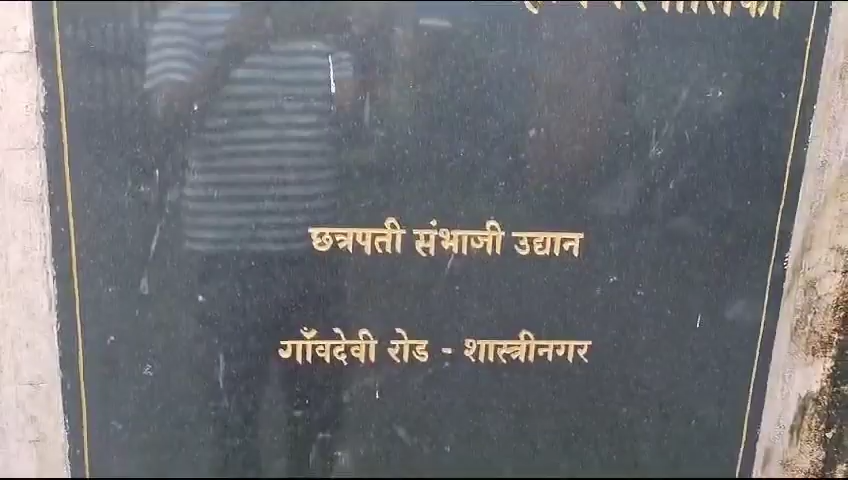 छत्रपती संभाजी उद्यान
गाँवदेवी रोड - शास्त्रीनगर